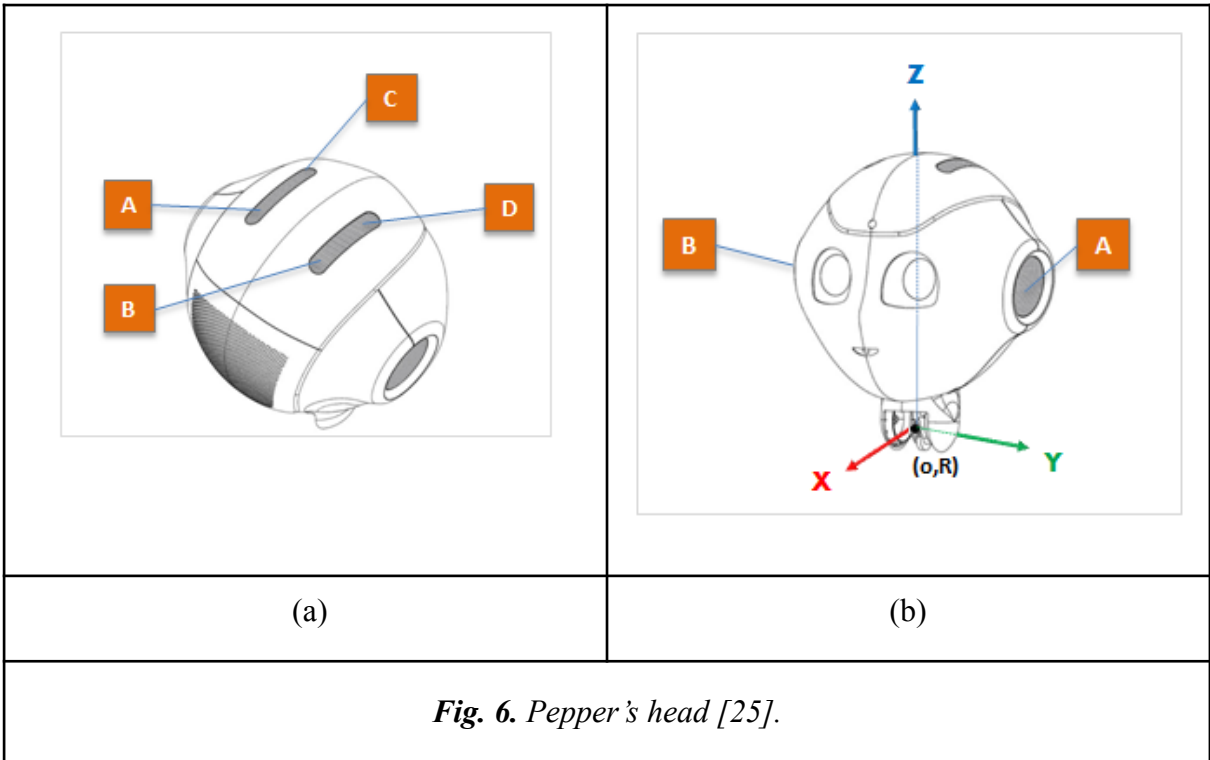 C
A
D
B
Z
B
A
X
(o,R)
Y
(a)
(b)
Fig. 6. Pepper’s head [25].